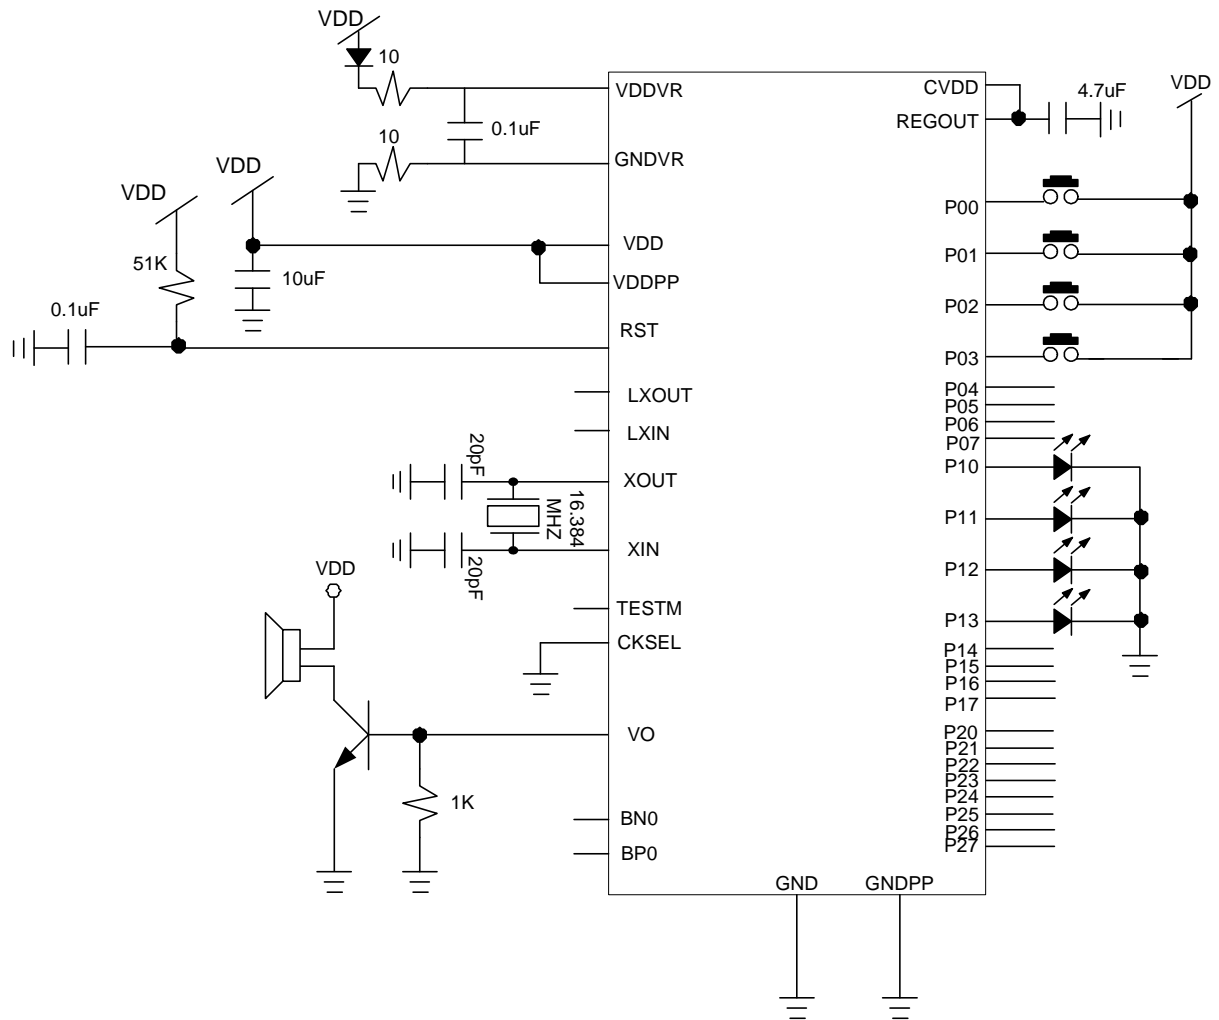 VDD
10
VDDVR
CVDD
4.7uF
VDD
REGOUT
0.1uF
10
GNDVR
VDD
VDD
P00
VDD
P01
51K
10uF
VDDPP
P02
0.1uF
RST
P03
LXOUT
P04
P05
P06
LXIN
P07
20pF
P10
XOUT
16.384
MHZ
P11
XIN
20pF
P12
VDD
TESTM
P13
CKSEL
P14
P15
P16
P17
VO
P20
P21
P22
P23
1K
P24
BN0
P25
P26
P27
BP0
GND
GNDPP